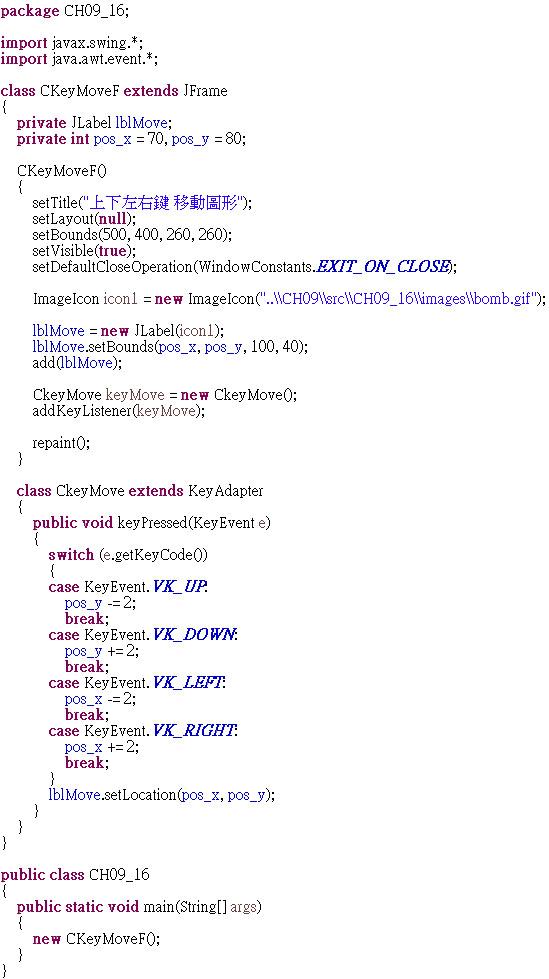 package CH09_16;
import javax.swing.*;
import java.awt.event.*;
class CKeyMoveF extends JFrame
{
private JLabel lblMove;
private int pos_x = 70, pos_y = 80;
CKeyMoveF()
{
setTitle("上下左右鍵 移動圖形");
setLayout(null);
setBounds(500, 400, 260, 260);
setVisible(true);
setDefaultCloseOperation(WindowConstants.EXIT_ON_CLOSE);
ImageIcon icon1 = new ImageIcon("..\\CH09\\src\\CH09_16\\images\\bomb.gif");
lblMove = new JLabel(icon1);
lblMove.setBounds(pos_x, pos_y, 100, 40);
add(lblMove);
CkeyMove keyMove = new CkeyMove();
addKeyListener(keyMove);
repaint();
}
class CkeyMove extends KeyAdapter
{
public void keyPressed(KeyEvent e)
{
switch (e.getKeyCode())
{
case KeyEvent.VK_UP:
pos_y -= 2;
break;
case KeyEvent.VK_DOWN:
pos_y += 2;
break;
case KeyEvent.VK_LEFT:
pos_x -= 2;
break;
case KeyEvent.VK_RIGHT:
pos_x += 2;
break;
}
lblMove.setLocation(pos_x, pos_y);
}
}
}
public class CH09_16
{
public static void main(String[] args)
{
new CKeyMoveF();
}
}